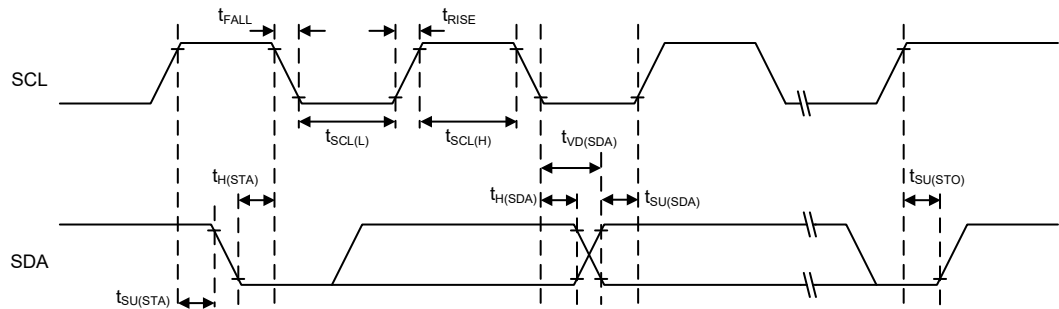 tFALL
tRISE
SCL
tSCL(L)
tSCL(H)
tVD(SDA)
tH(STA)
tH(SDA)
tSU(SDA)
tSU(STO)
SDA
tSU(STA)